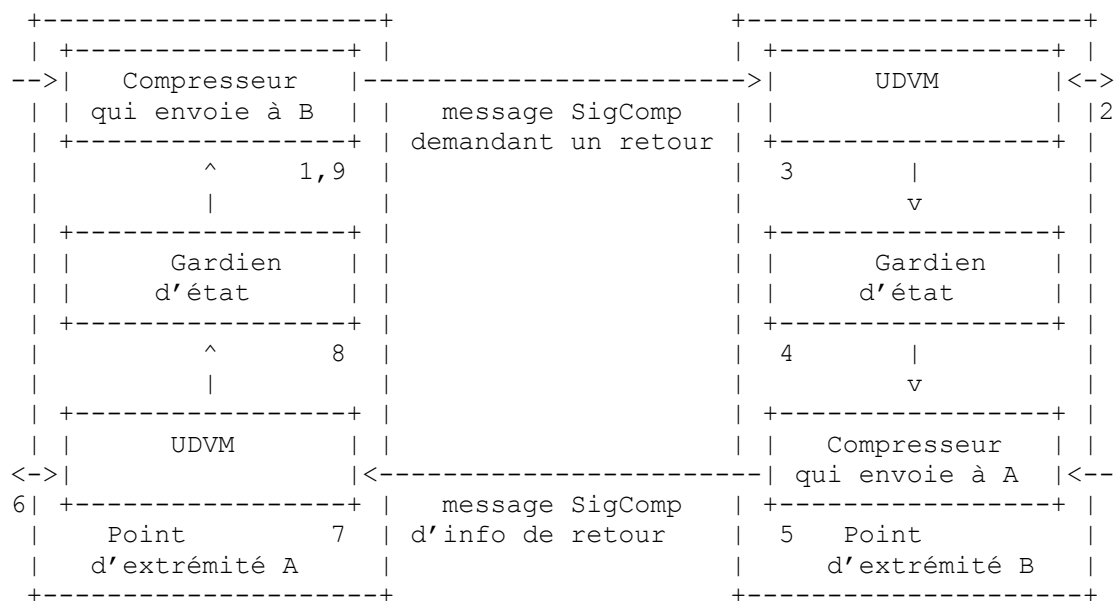 +-------------------+                    +---------------------+
| +-----------------+ |                    | +-----------------+ |
-->|   Compresseur   |----------------------->|      UDVM       |<->
| | qui envoie à B  | |   message SigComp  | |                 | |2
| +-----------------+ | demandant un retour | +-----------------+ |
|         ^     1,9   |                    |  3      |           |
|         |           |                    |         v           |
| +-----------------+ |                    | +-----------------+ |
| |     Gardien     | |                    | |     Gardien     | |
| |    d’état       | |                    | |    d’état       | |
| +-----------------+ |                    | +-----------------+ |
|         ^      8    |                    |  4      |           |
|         |           |                    |         v           |
| +-----------------+ |                    | +-----------------+ |
| |     UDVM        | |                    | |   Compresseur   | |
<->|                 |<-----------------------| qui envoie à A  |<--
6| +-----------------+ |   message SigComp  | +-----------------+ |
|    Point       7    | d’info de retour   |  5   Point          |
|   d’extrémité A     |                    |     d’extrémité B   |
+-------------------+                    +---------------------+